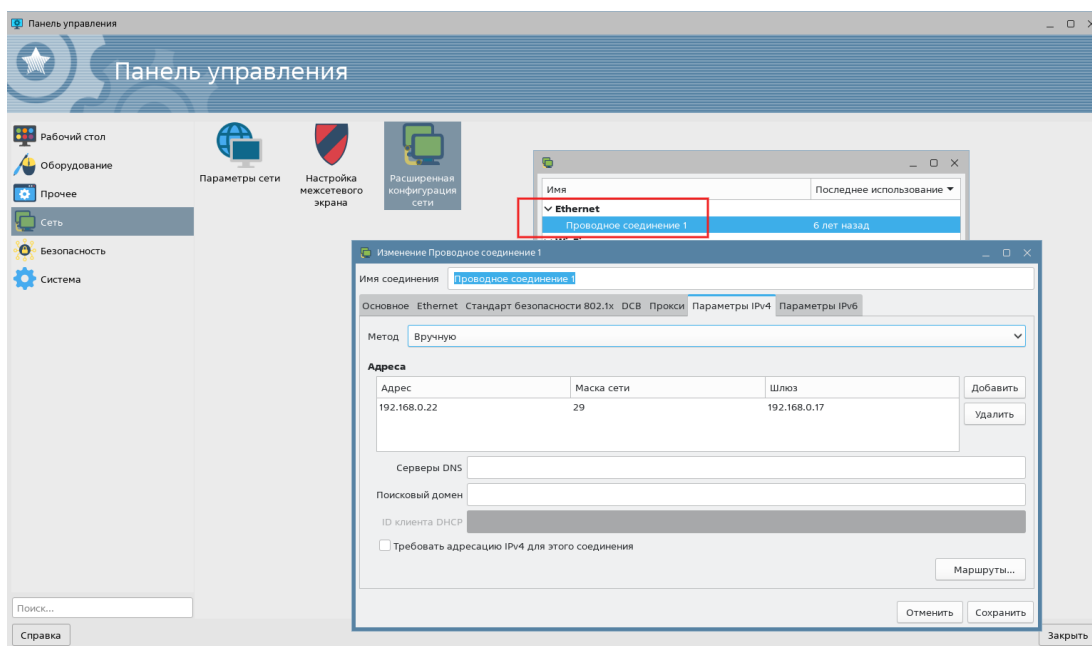 Панель управления
Панель управления
Рабочий стол
Оборудование
Прочее
Сеть
Безопасность
Система
Параметры сети
Настройка
межсетевого
экрана
Расширенная
конфигурация
сети
Имя
Последнее использование
Ethernet
Проводное соединение 1
6 лет назад
Изменение Проводное соединение 1
Имя соединения Проводное соединение 1
Основное Ethernet Стандарт безопасности 802.1x DCB Прокси Параметры IPv4 Параметры IPv6
Метод Вручную
Адреса
Адрес Маска сети Шлюз
192.168.0.22 29 192.168.0.17
Добавить
Удалить
Серверы DNS
Поисковый домен
ID клиента DHCP
Требовать адресацию IPv4 для этого соединения
Маршруты...
Отменить Сохранить
Поиск...
Справка
Закрыть